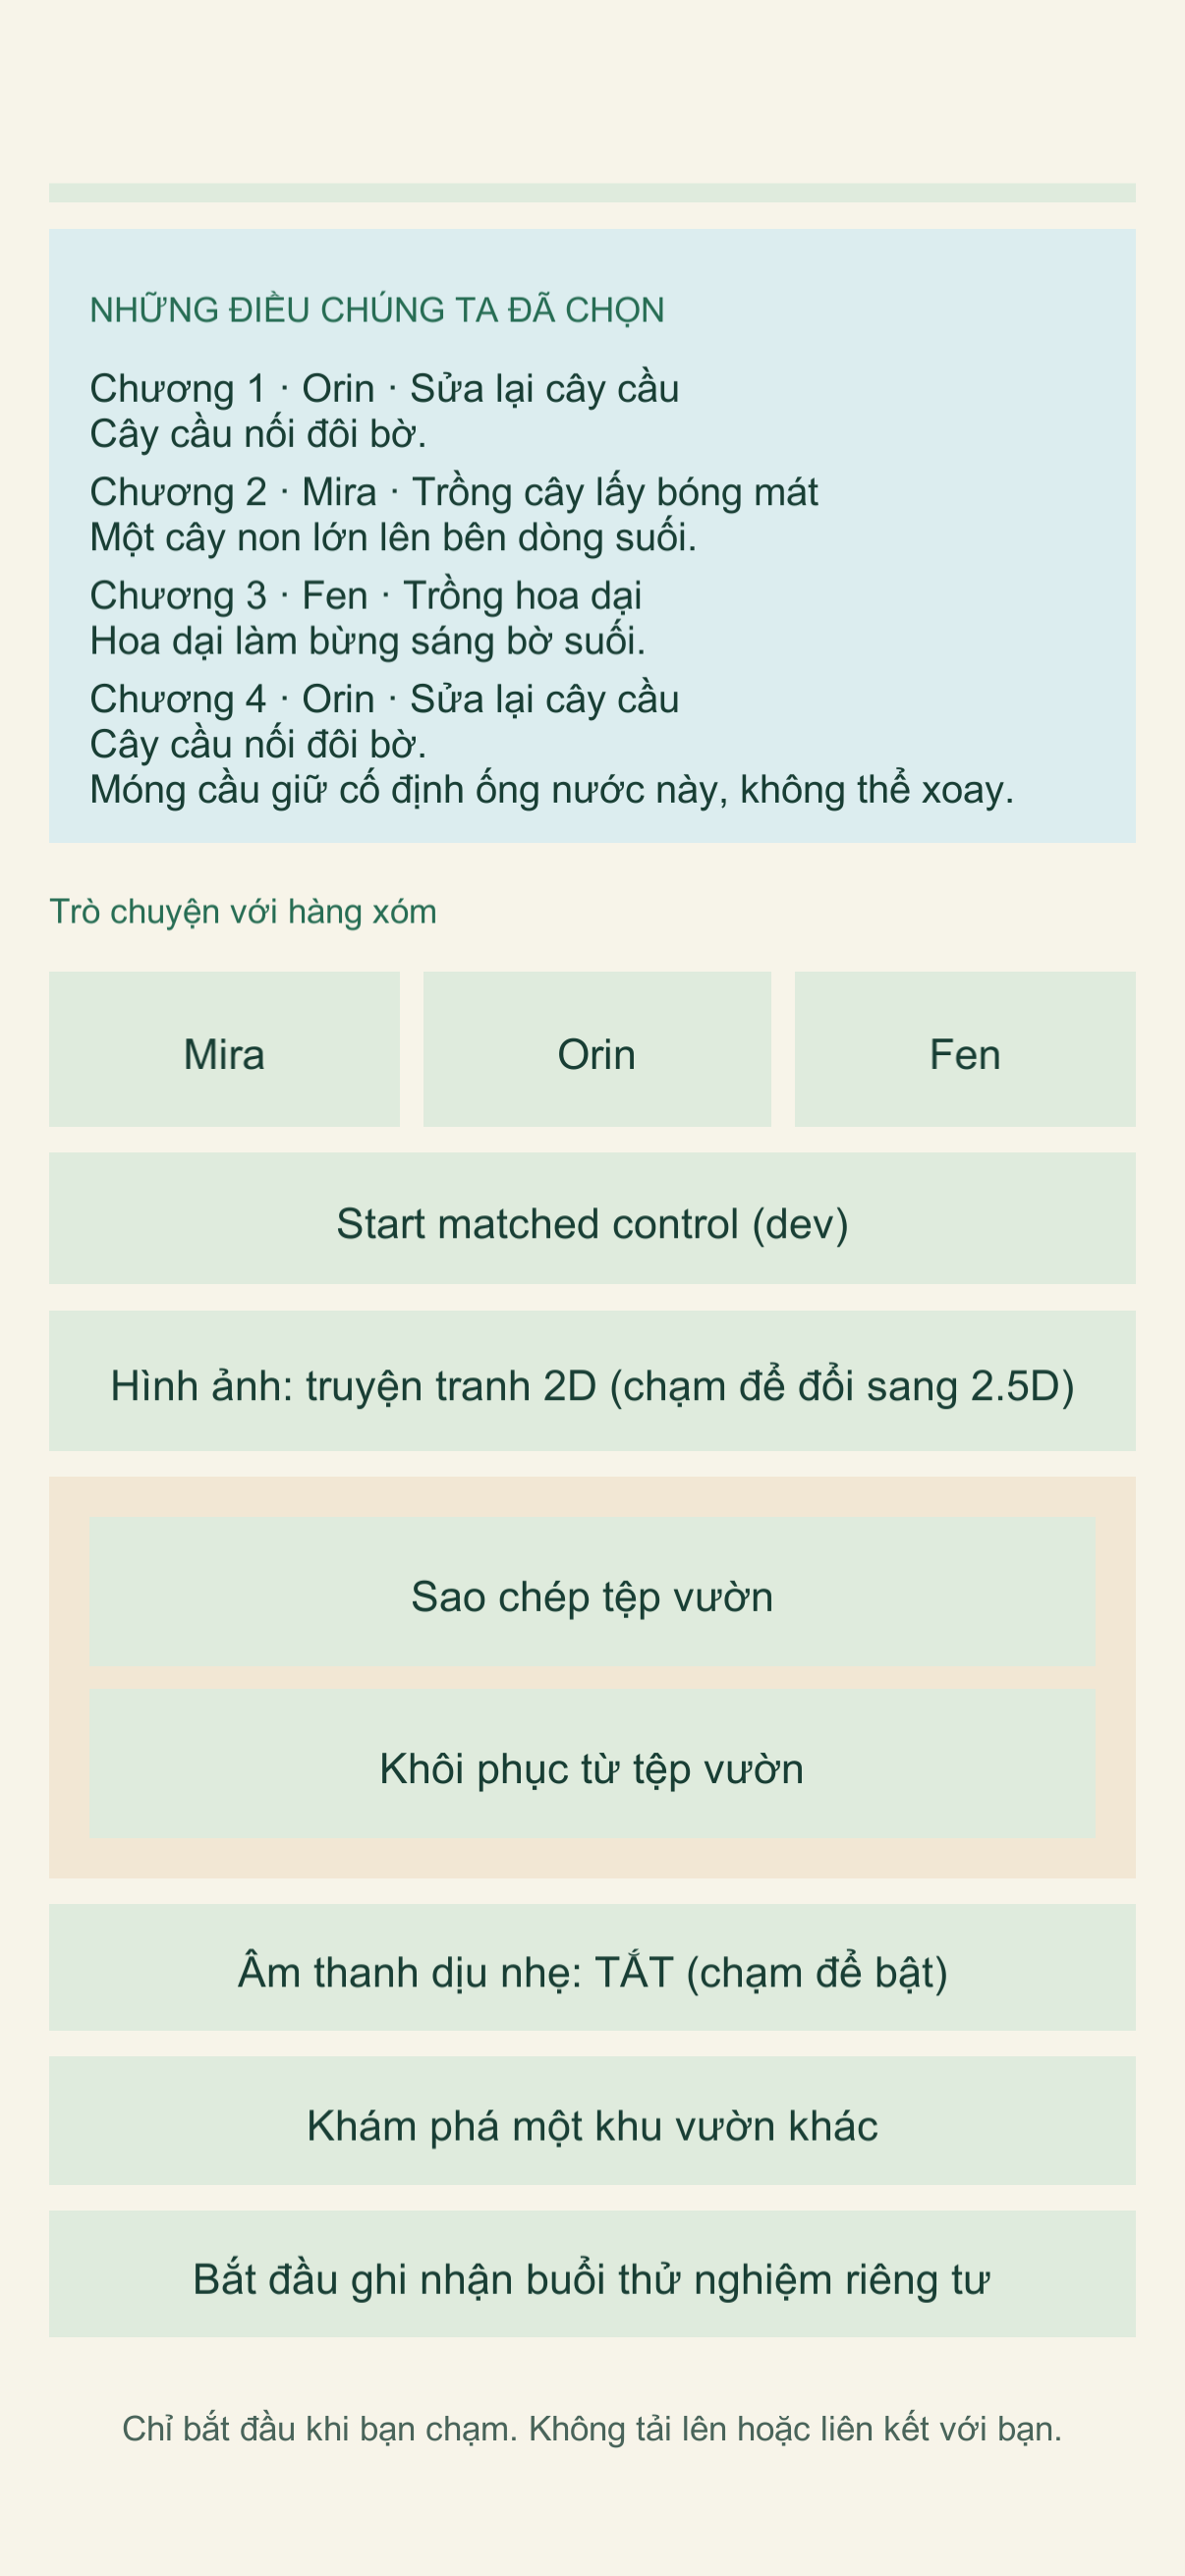 NHỮNG ĐIỀU CHÚNG TA ĐÃ CHỌN
Chương 1 · Orin · Sửa lại cây cầu
Cây cầu nối đôi bờ.
Chương 2 · Mira · Trồng cây lấy bóng mát
Một cây non lớn lên bên dòng suối.
Chương 3 · Fen · Trồng hoa dại
Hoa dại làm bừng sáng bờ suối.
Chương 4 · Orin · Sửa lại cây cầu
Cây cầu nối đôi bờ.
Móng cầu giữ cố định ống nước này, không thể xoay.
Trò chuyện với hàng xóm
Mira
Orin
Fen
Start matched control (dev)
Hình ảnh: truyện tranh 2D (chạm để đổi sang 2.5D)
Sao chép tệp vườn
Khôi phục từ tệp vườn
Âm thanh dịu nhẹ: TẮT (chạm để bật)
Khám phá một khu vườn khác
Bắt đầu ghi nhận buổi thử nghiệm riêng tư
Chỉ bắt đầu khi bạn chạm. Không tải lên hoặc liên kết với bạn.